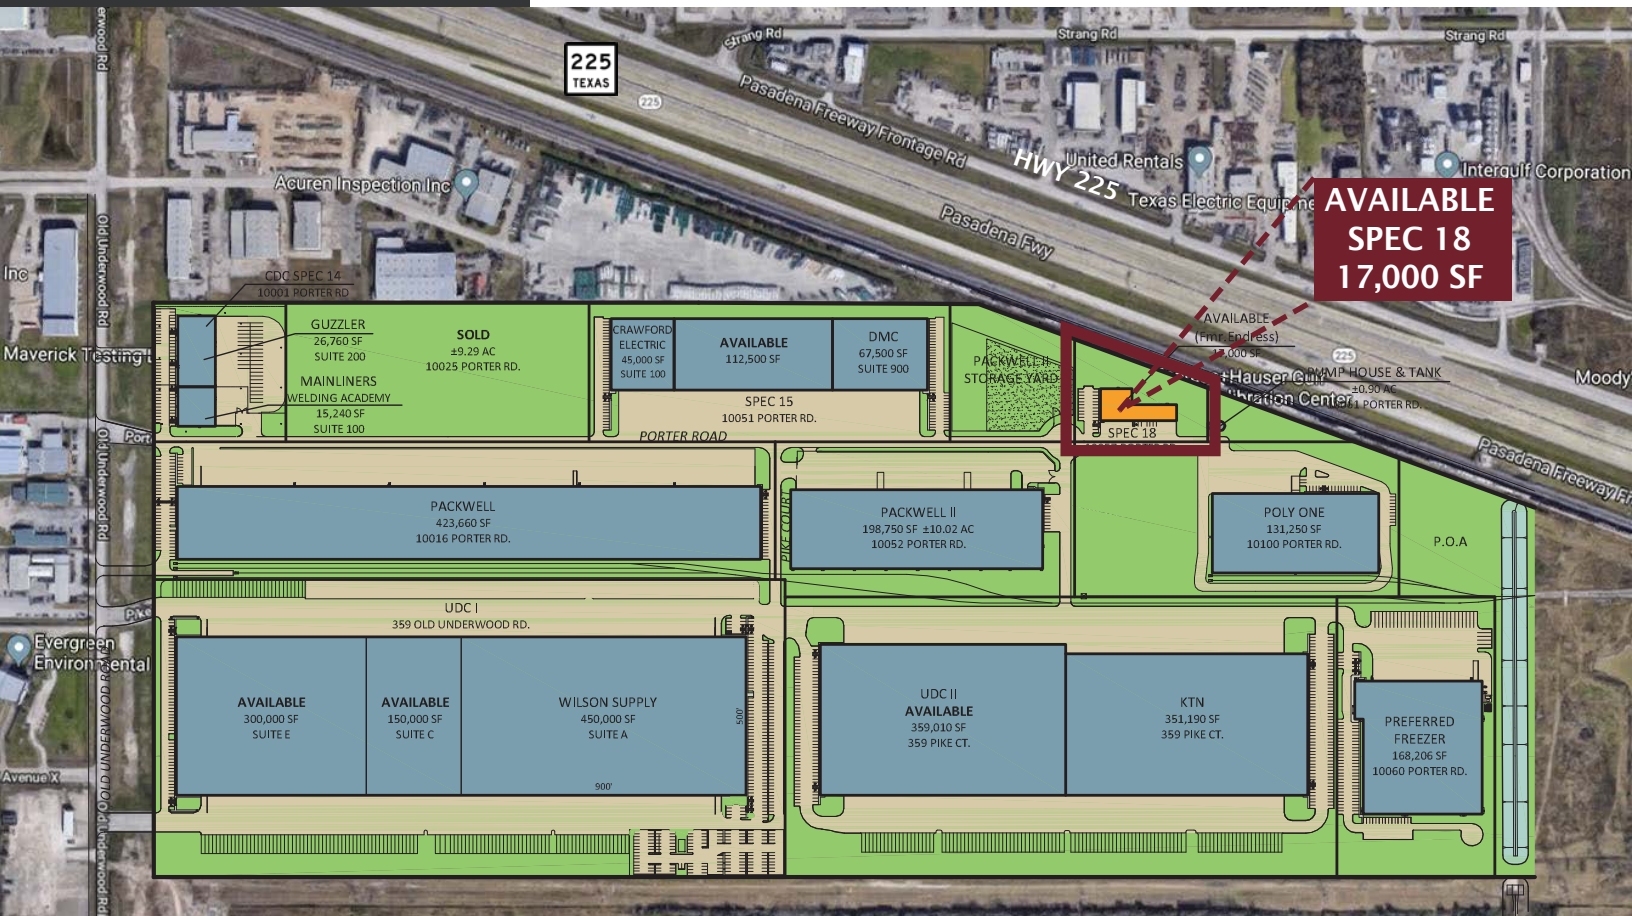 Strang Rd
Strang Rd
Strang Rd
225
TEXAS
225
Pasadena Freeway Frontage Rd
HWY 225
United Rentals
Intergulf Corporation
Texas Electric Equipme
AVAILABLE
SPEC 18
17,000 SF
Acuren Inspection Inc
Pasadena Fwy
Old Underwood Rd
Inc
Maverick Testing
CDC SPEC 14
10001 PORTER RD
GUZZLER
26,760 SF
SUITE 200
MAINLINERS
WELDING ACADEMY
15,240 SF
SUITE 100
SOLD
±9.29 AC
10025 PORTER RD.
CRAWFORD
ELECTRIC
45,000 SF
SUITE 100
AVAILABLE
112,500 SF
DMC
67,500 SF
SUITE 900
SPEC 15
10051 PORTER RD.
PACKWELL II
STORAGE YARD
AVAILABLE
(Fmr.Endress)
17,000 SF
225
PUMP HOUSE & TANK
±0.90 AC
Moody
SPEC 18
PORTER ROAD
Old Underwood Rd
Pasadena Freeway Fr
PACKWELL
423,660 SF
10016 PORTER RD.
PIKE COURT
PACKWELL II
198,750 SF ±10.02 AC
10052 PORTER RD.
POLY ONE
131,250 SF
10100 PORTER RD.
P.O.A
Pike
UDC I
359 OLD UNDERWOOD RD.
Evergreen
Environmental
OLD UNDERWOOD ROAD
AVAILABLE
300,000 SF
SUITE E
AVAILABLE
150,000 SF
SUITE C
WILSON SUPPLY
450,000 SF
SUITE A
500'
900'
UDC II
AVAILABLE
359,010 SF
359 PIKE CT.
KTN
351,190 SF
359 PIKE CT.
PREFERRED
FREEZER
168,206 SF
10060 PORTER RD.
Avenue X
Old Underwood Rd